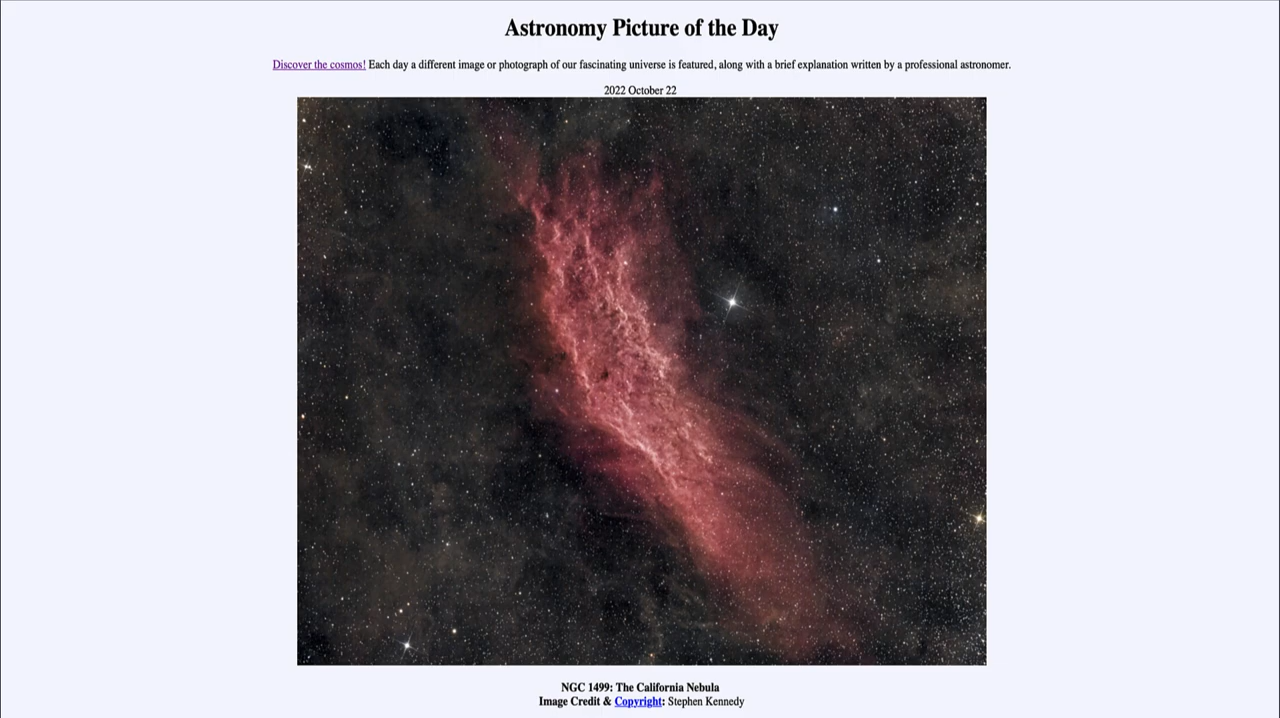 Astronomy Picture of the Day
Discover the cosmos! Each day a different image or photograph of our fascinating universe is featured, along with a brief explanation written by a professional astronomer.
2022 October 22
NGC 1499: The California Nebula
Image Credit & Copyright: Stephen Kennedy